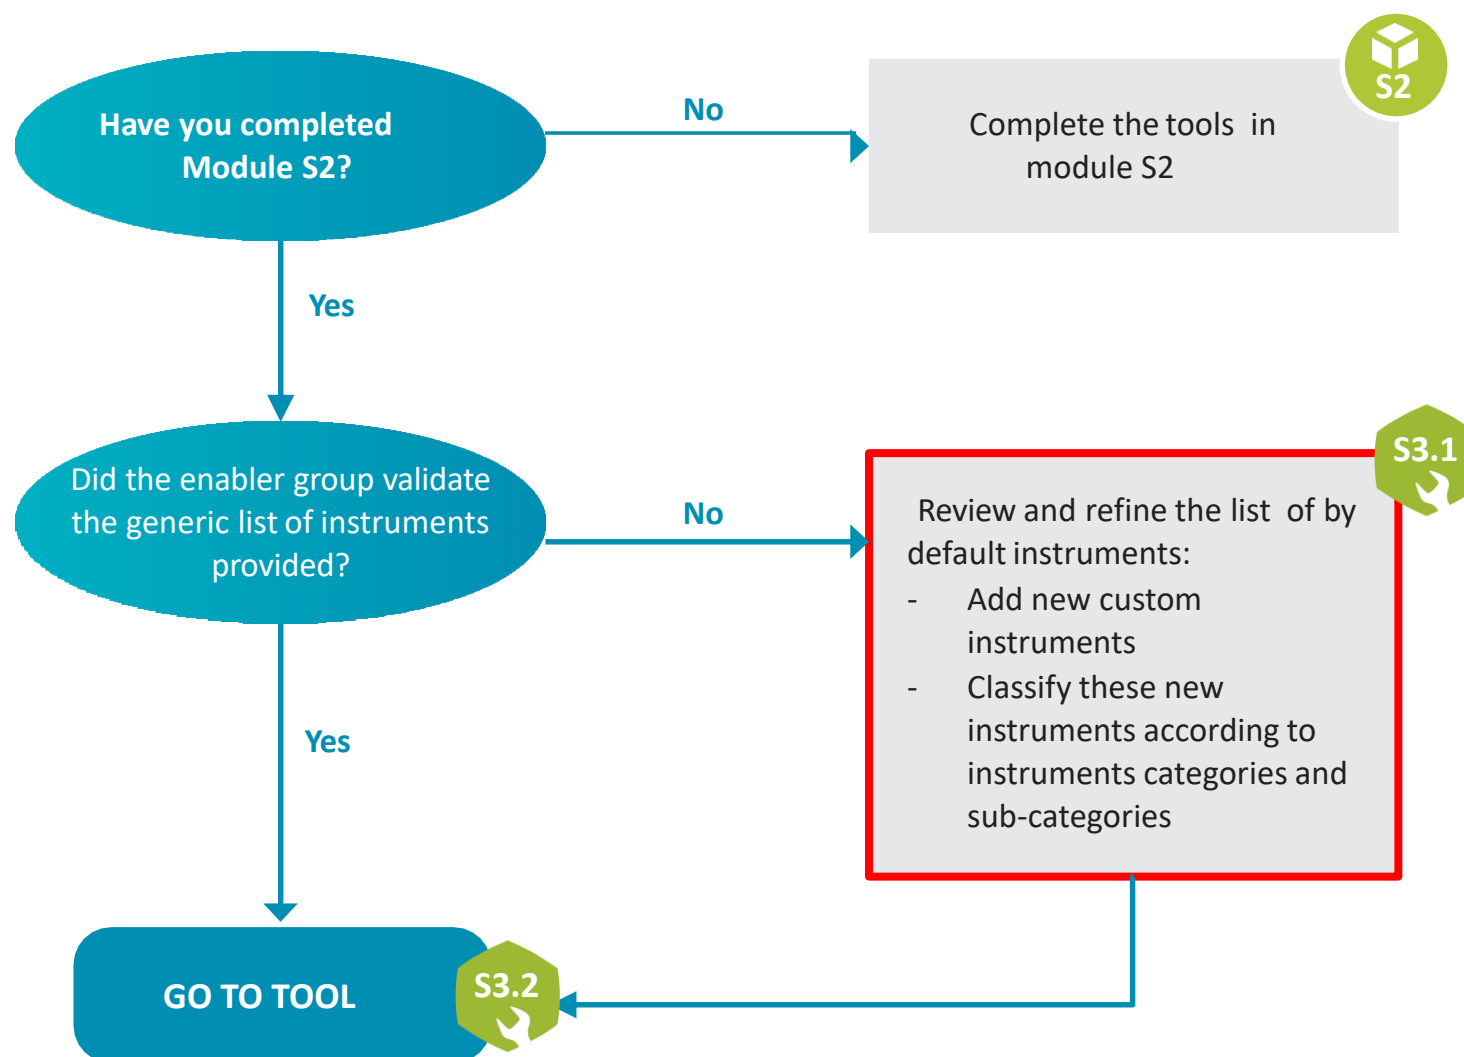 Have you completed
Module S2?
No
Complete the tools in
module S2
S2
Yes
Did the enabler group validate
the generic list of instruments
provided?
No
S3.1
Review and refine the list of by
default instruments:
- Add new custom
instruments
- Classify these new
instruments according to
instruments categories and
sub-categories
Yes
GO TO TOOL
S3.2